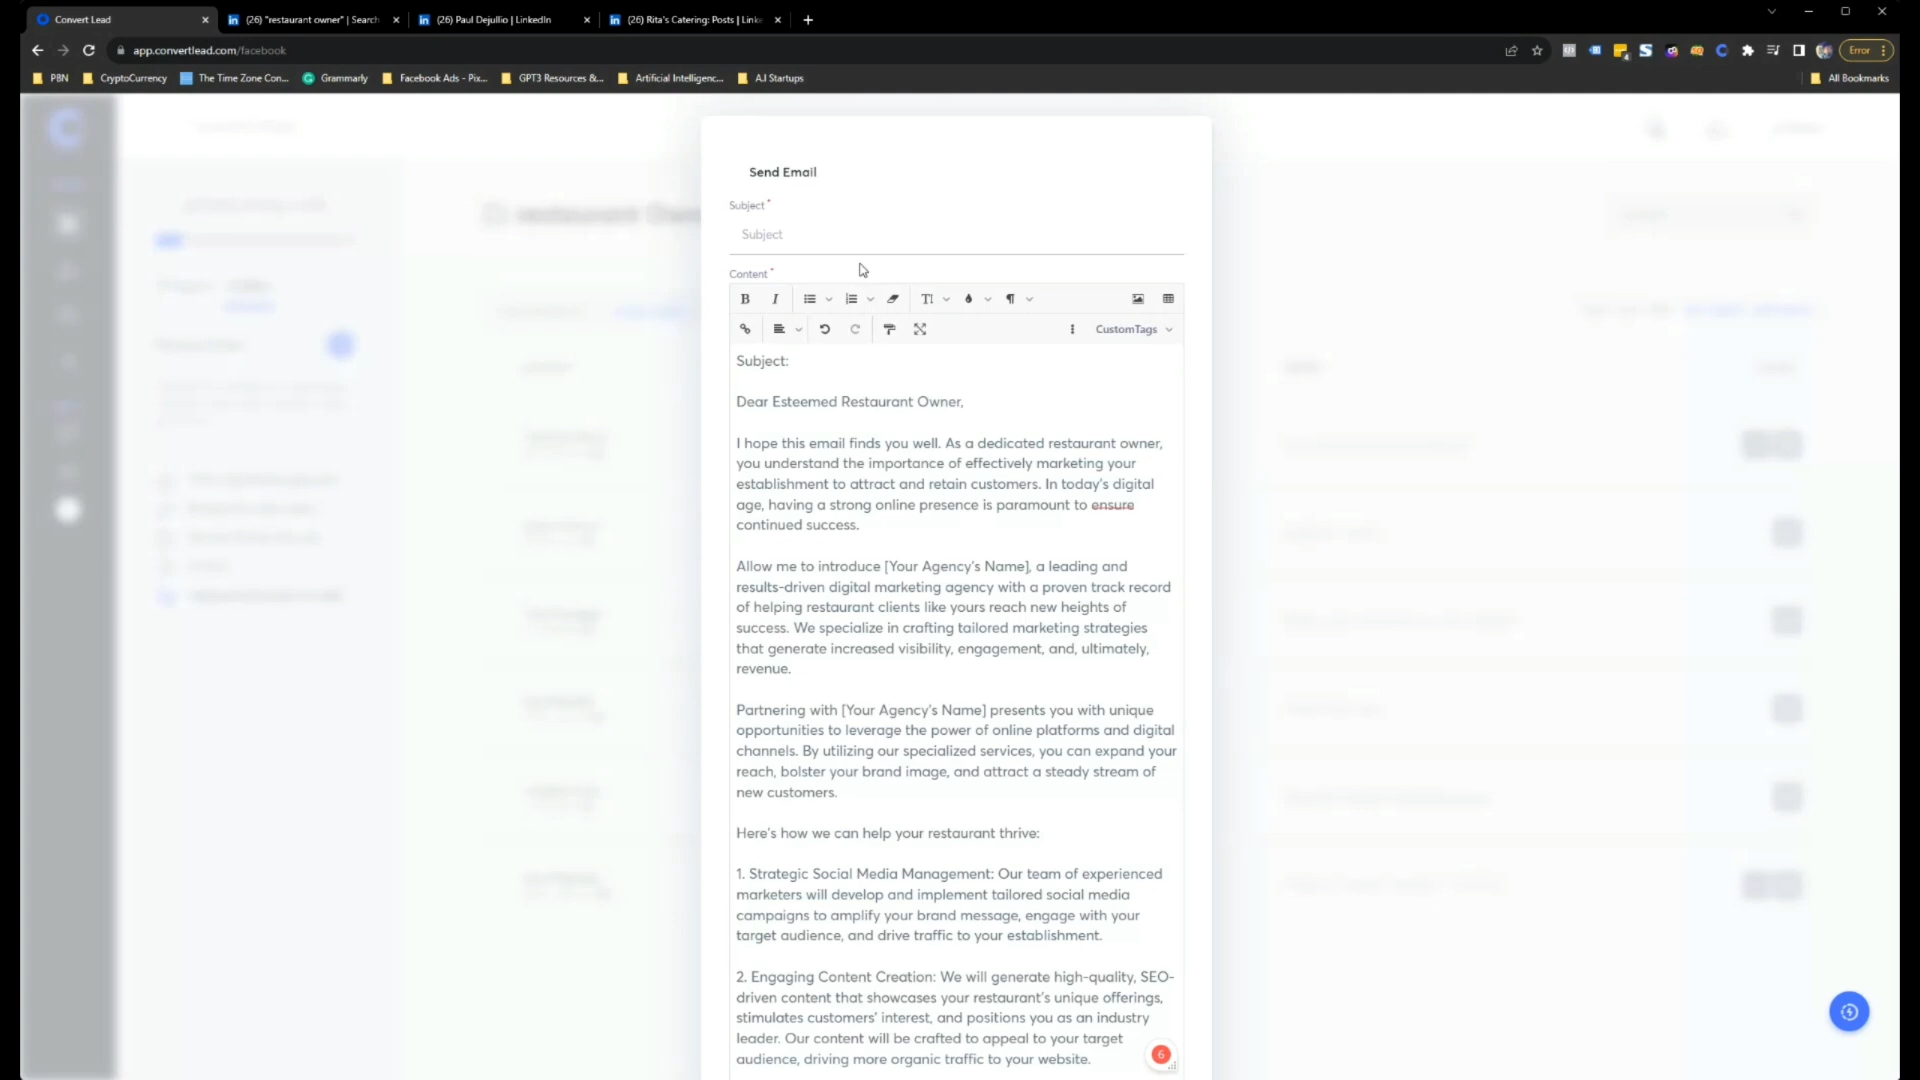 Convert Lead
(26) "restaurant owner" | Search
(26) Paul Dejullio | LinkedIn
(26) Rita's Catering: Posts | Linke
app.convertlead.com/facebook
Error
PBN
CryptoCurrency
The Time Zone Con...
Grammarly
Facebook Ads - Pix...
GPT3 Resources &...
Artificial Intelligenc...
A.I Startups
All Bookmarks
Send Email
Subject *
Subject
Content *
CustomTags
Subject:
Dear Esteemed Restaurant Owner,
I hope this email finds you well. As a dedicated restaurant owner,
you understand the importance of effectively marketing your
establishment to attract and retain customers. In today's digital
age, having a strong online presence is paramount to ensure
continued success.
Allow me to introduce [Your Agency's Name], a leading and
results-driven digital marketing agency with a proven track record
of helping restaurant clients like yours reach new heights of
success. We specialize in crafting tailored marketing strategies
that generate increased visibility, engagement, and, ultimately,
revenue.
Partnering with [Your Agency's Name] presents you with unique
opportunities to leverage the power of online platforms and digital
channels. By utilizing our specialized services, you can expand your
reach, bolster your brand image, and attract a steady stream of
new customers.
Here's how we can help your restaurant thrive:
1. Strategic Social Media Management: Our team of experienced
marketers will develop and implement tailored social media
campaigns to amplify your brand message, engage with your
target audience, and drive traffic to your establishment.
2. Engaging Content Creation: We will generate high-quality, SEO-
driven content that showcases your restaurant's unique offerings,
stimulates customers' interest, and positions you as an industry
leader. Our content will be crafted to appeal to your target
audience, driving more organic traffic to your website.
6